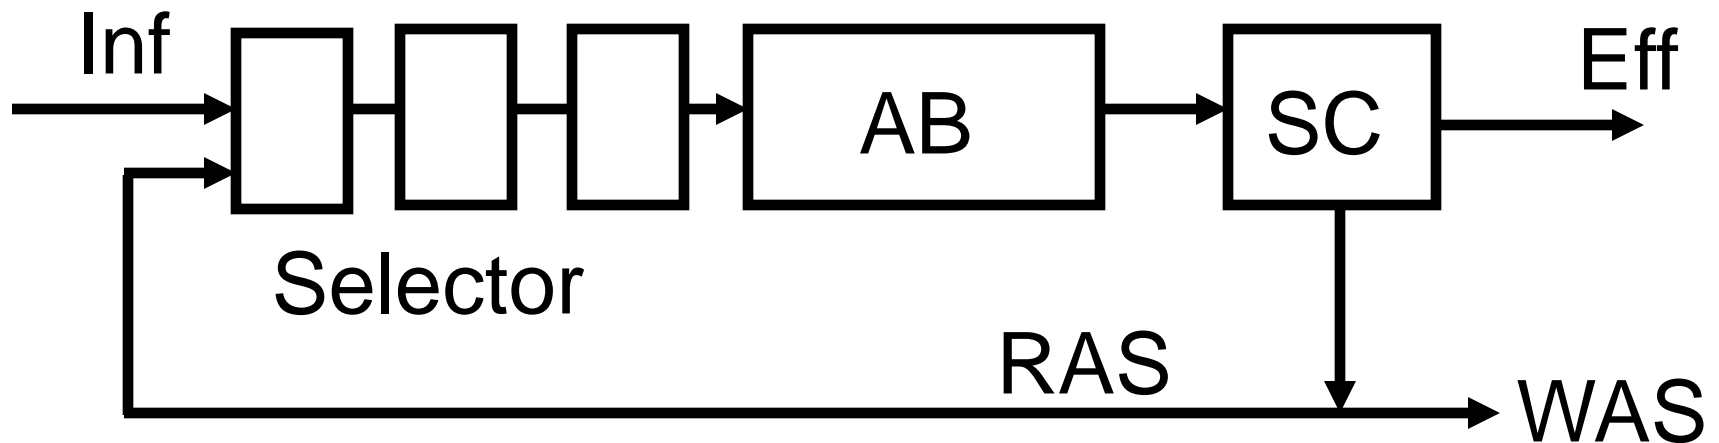 Inf
Eff
AB
SC
Selector
RAS
WAS